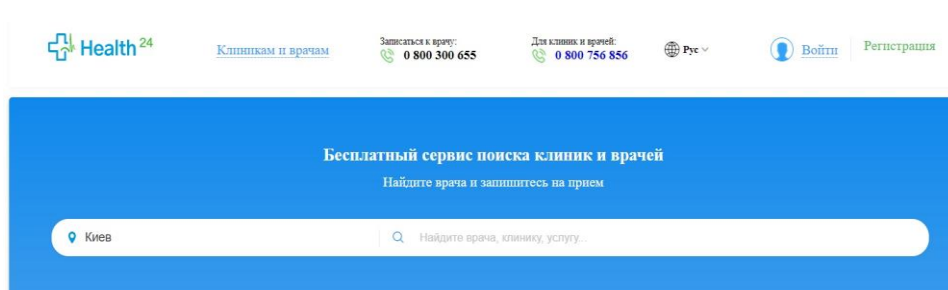 Health 24
Клиникам и врачам
Записаться к врачу:
0 800 300 655
Для клиник и врачей:
0 800 756 856
Рус
Войти
Регистрация
Бесплатный сервис поиска клиник и врачей
Найдите врача и запишитесь на прием
Киев
Найдите врача, клинику, услугу...